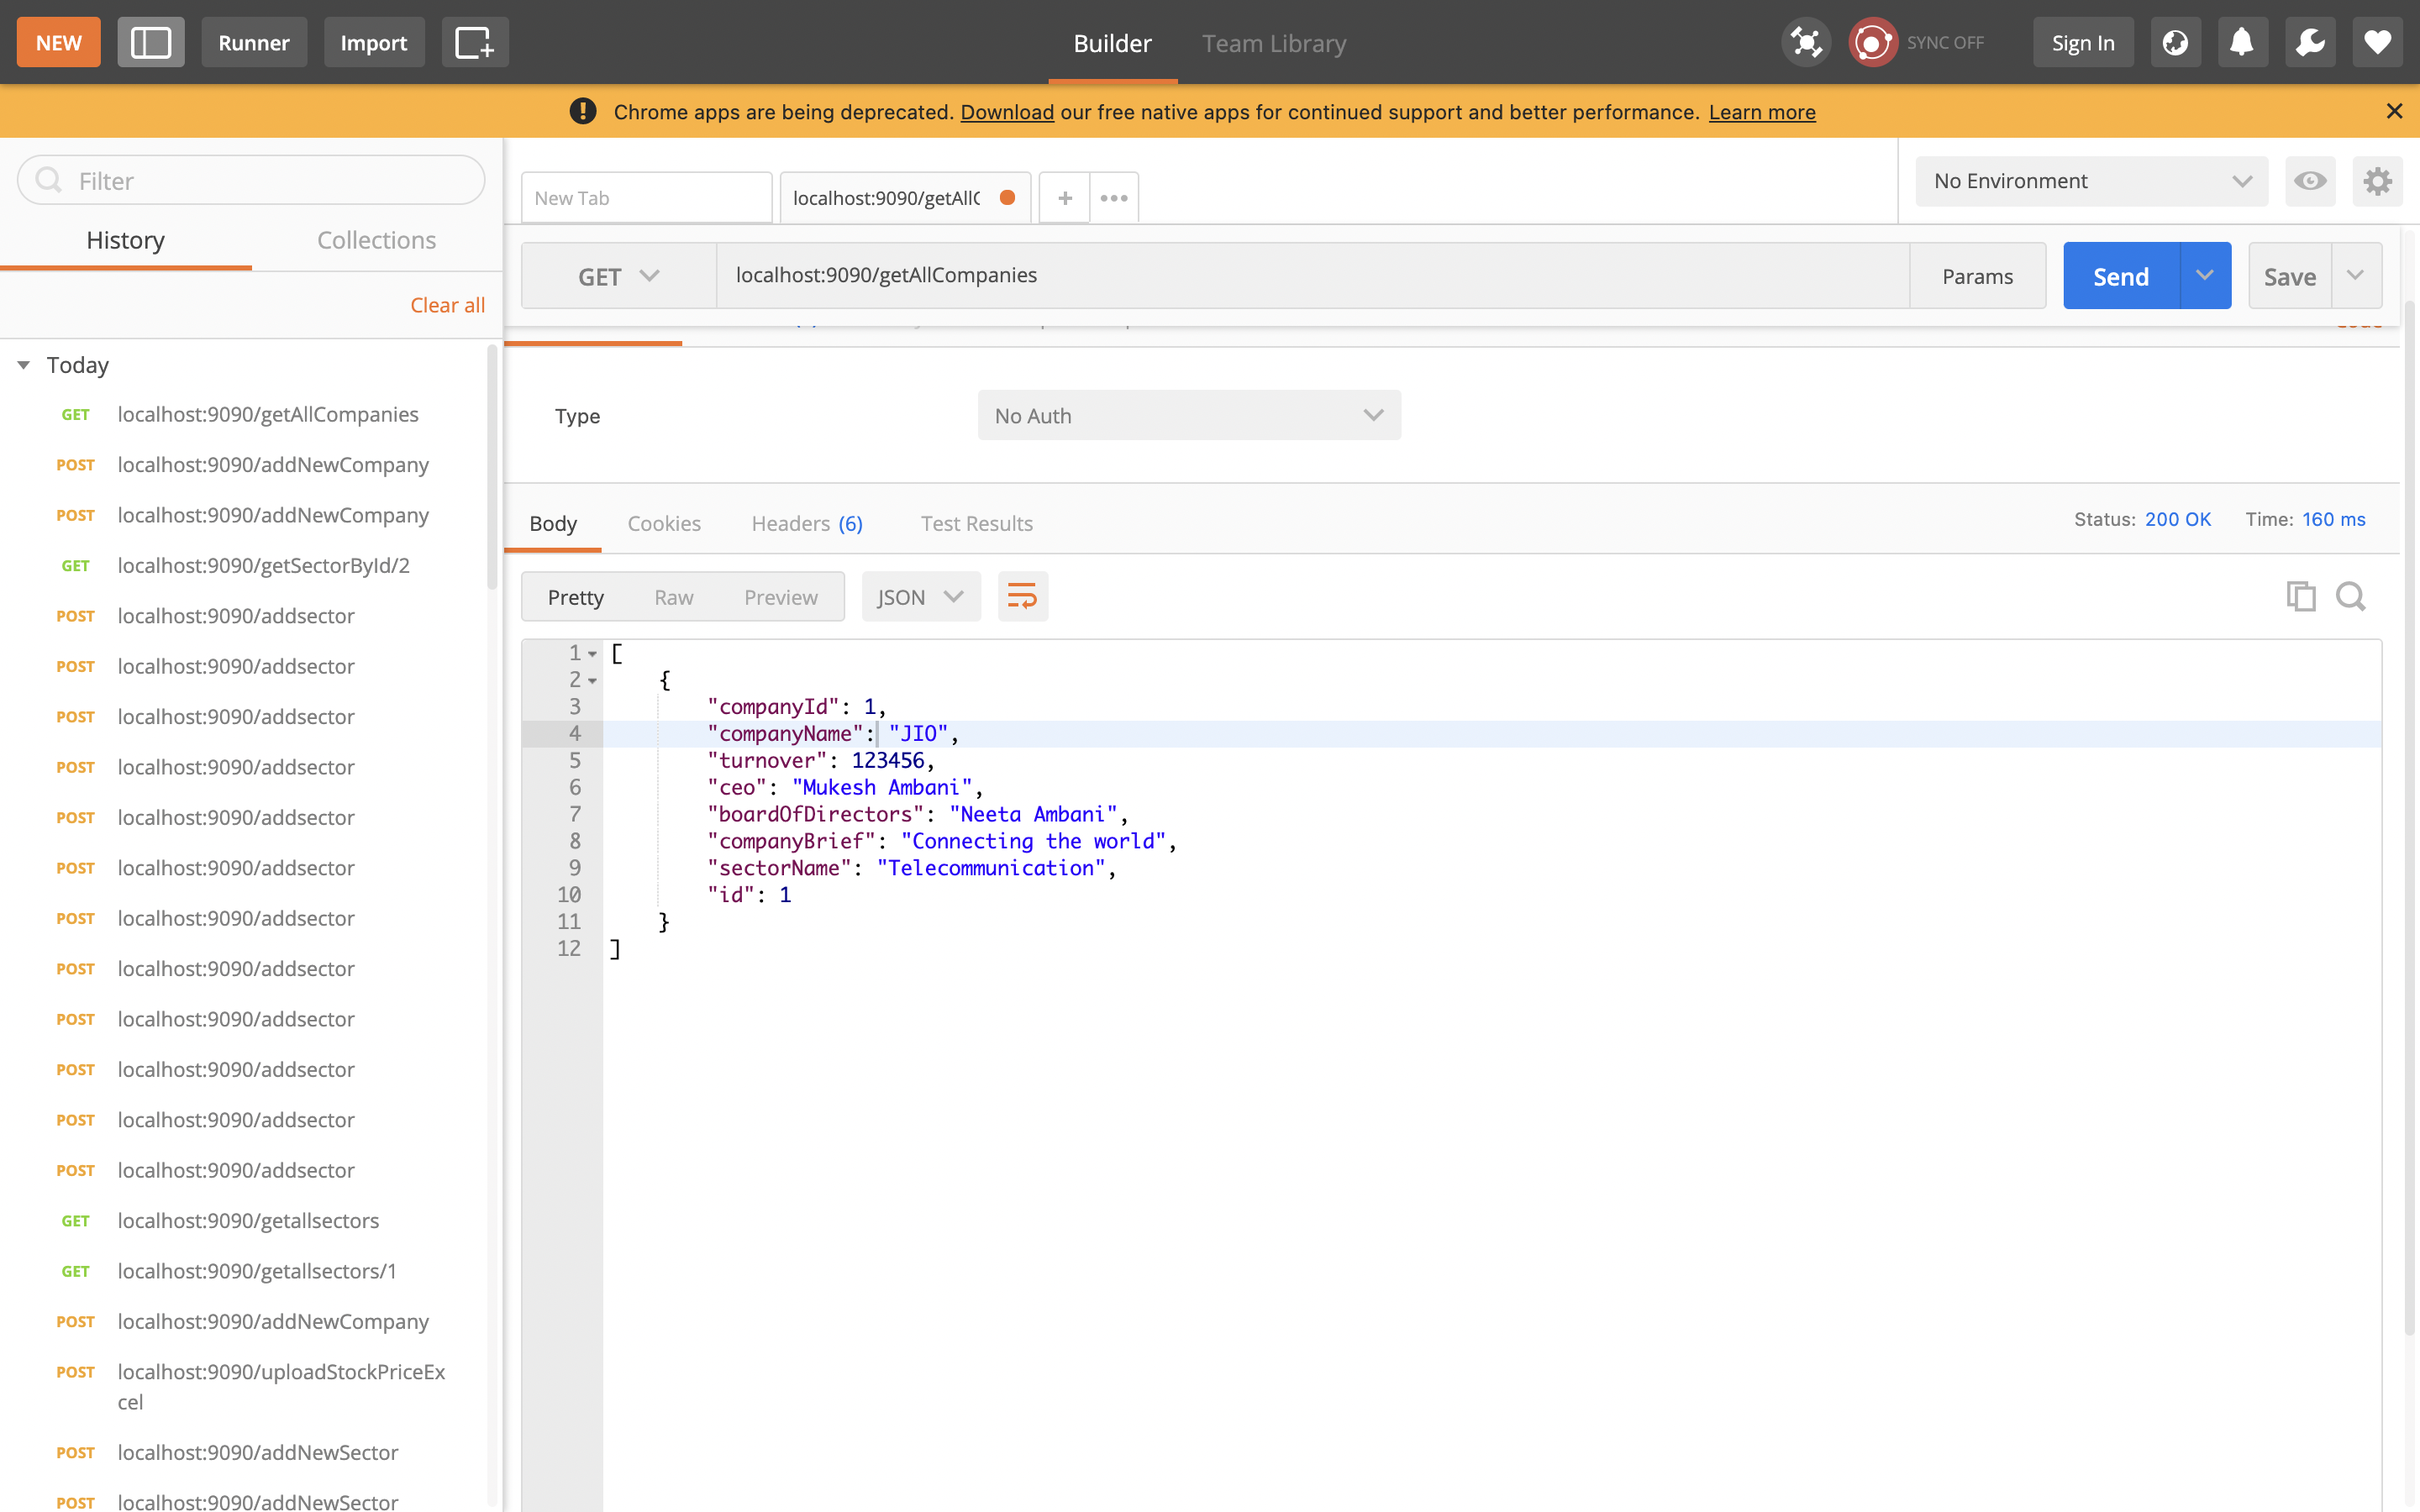 NEW
Runner
Import
Builder
Team Library
SYNC OFF
Sign In
Chrome apps are being deprecated. Download our free native apps for continued support and better performance. Learn more
Filter
History
Collections
Clear all
Today
GET localhost:9090/getAllCompanies
POST localhost:9090/addNewCompany
POST localhost:9090/addNewCompany
GET localhost:9090/getSectorById/2
POST localhost:9090/addsector
POST localhost:9090/addsector
POST localhost:9090/addsector
POST localhost:9090/addsector
POST localhost:9090/addsector
POST localhost:9090/addsector
POST localhost:9090/addsector
POST localhost:9090/addsector
POST localhost:9090/addsector
POST localhost:9090/addsector
POST localhost:9090/addsector
POST localhost:9090/addsector
GET localhost:9090/getallsectors
GET localhost:9090/getallsectors/1
POST localhost:9090/addNewCompany
POST localhost:9090/uploadStockPriceEx
cel
POST localhost:9090/addNewSector
POST localhost:9090/addNewSector
New Tab
localhost:9090/getAllC
No Environment
GET
localhost:9090/getAllCompanies
Params
Send
Save
Type
No Auth
Body
Cookies
Headers (6)
Test Results
Status: 200 OK
Time: 160 ms
Pretty
Raw
Preview
JSON
1 [
2 {
3 "companyId": 1,
4 "companyName": "JIO",
5 "turnover": 123456,
6 "ceo": "Mukesh Ambani",
7 "boardOfDirectors": "Neeta Ambani",
8 "companyBrief": "Connecting the world",
9 "sectorName": "Telecommunication",
10 "id": 1
11 }
12 ]